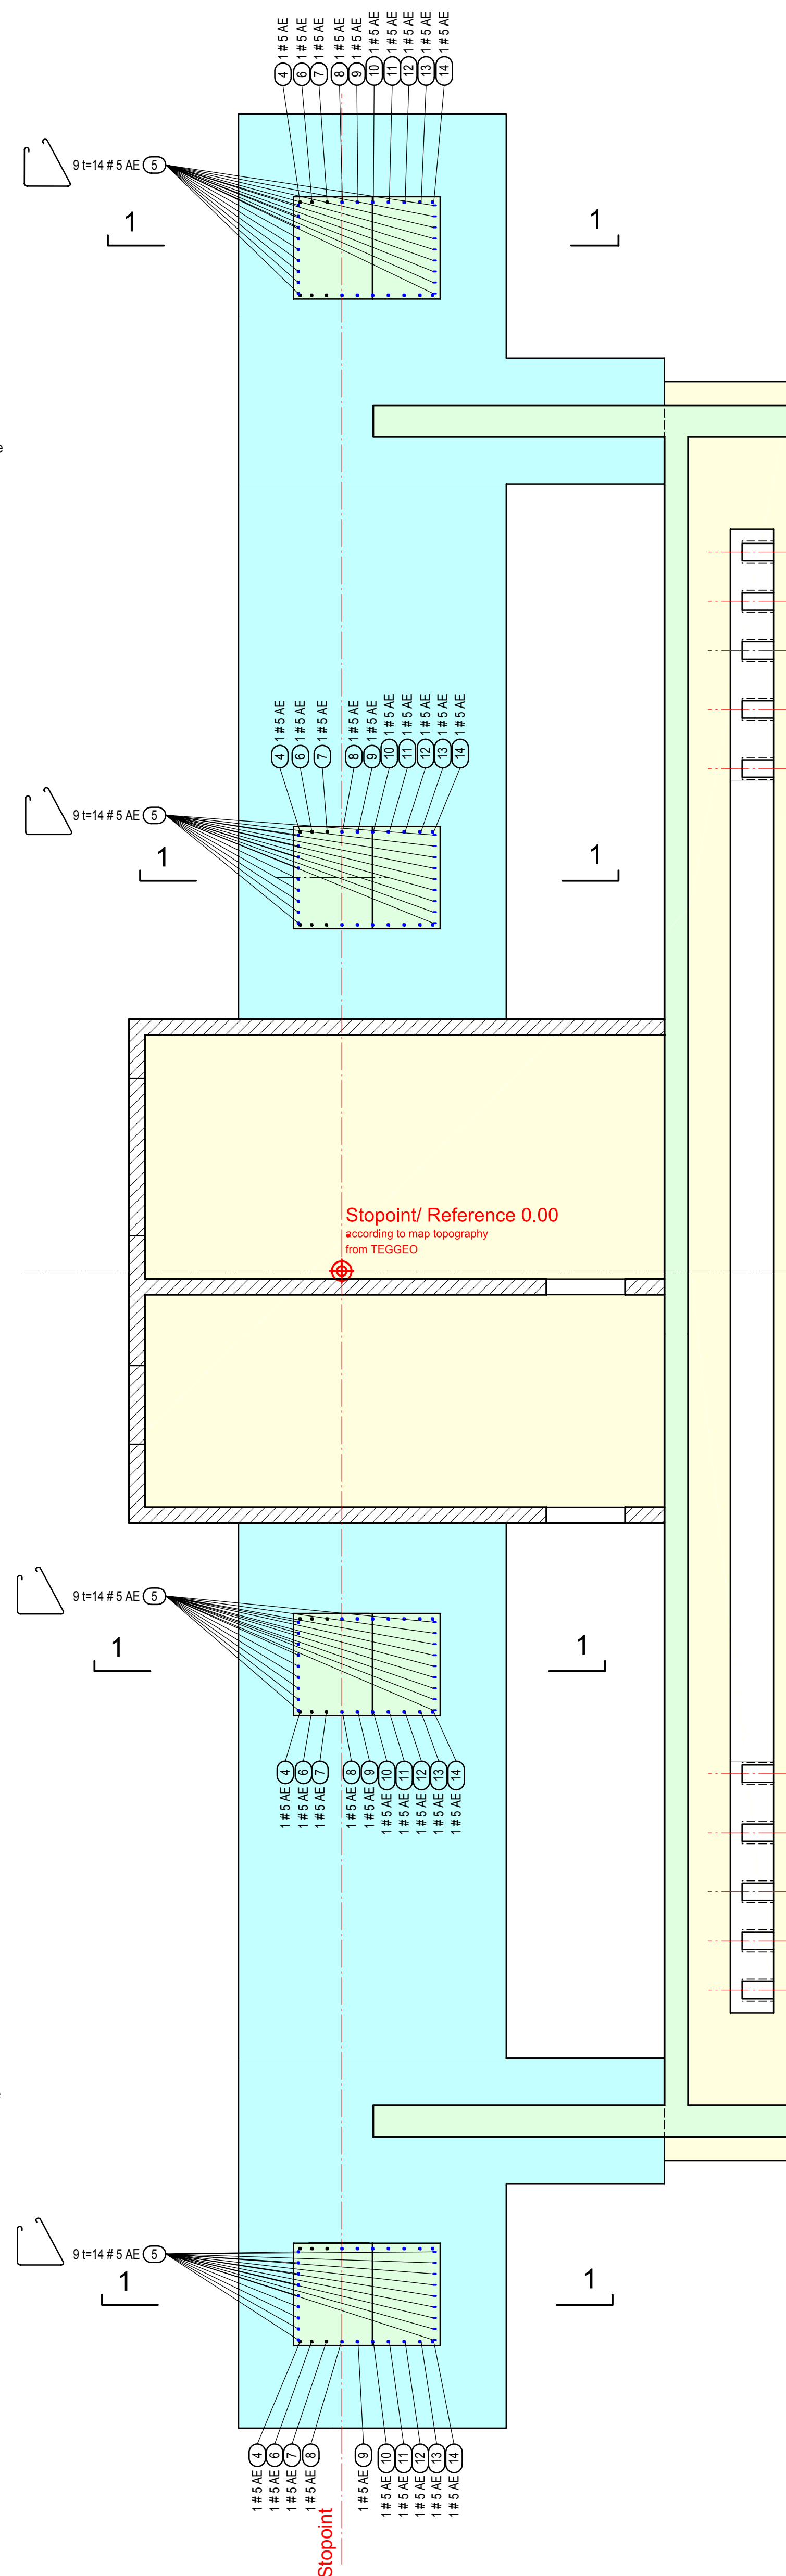 4 1 # 5 AE
6 1 # 5 AE
7 1 # 5 AE
8 1 # 5 AE
9 1 # 5 AE
10 1 # 5 AE
11 1 # 5 AE
12 1 # 5 AE
13 1 # 5 AE
14 1 # 5 AE
9 t=14 # 5 AE 5
1
1
e
4 1 # 5 AE
6 1 # 5 AE
7 1 # 5 AE
8 1 # 5 AE
9 1 # 5 AE
10 1 # 5 AE
11 1 # 5 AE
12 1 # 5 AE
13 1 # 5 AE
14 1 # 5 AE
9 t=14 # 5 AE 5
1
1
Stopoint/ Reference 0.00
according to map topography
from TEGGEO
9 t=14 # 5 AE 5
1
1
1 # 5 AE 4
1 # 5 AE 6
1 # 5 AE 7
1 # 5 AE 8
1 # 5 AE 9
1 # 5 AE 10
1 # 5 AE 11
1 # 5 AE 12
1 # 5 AE 13
1 # 5 AE 14
9 t=14 # 5 AE 5
1
1
1 # 5 AE 4
1 # 5 AE 6
1 # 5 AE 7
1 # 5 AE 8
1 # 5 AE 9
1 # 5 AE 10
1 # 5 AE 11
1 # 5 AE 12
1 # 5 AE 13
1 # 5 AE 14
Stopoint